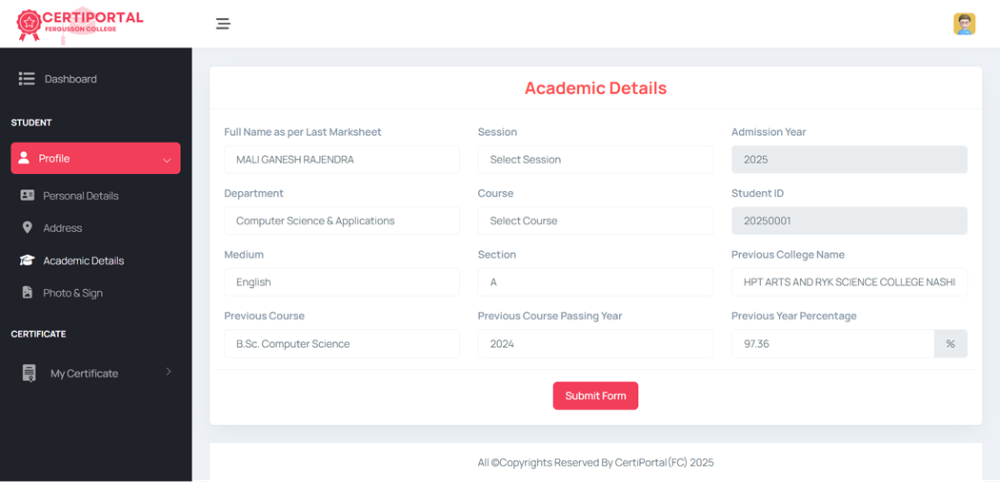 CERTIPORTAL
FERGUSSON COLLEGE
Dashboard
STUDENT
Profile
Personal Details
Address
Academic Details
Photo & Sign
CERTIFICATE
My Certificate
Academic Details
Full Name as per Last Marksheet
Session
Admission Year
MALI GANESH RAJENDRA
Select Session
2025
Department
Course
Student ID
Computer Science & Applications
Select Course
20250001
Medium
Section
Previous College Name
English
A
HPT ARTS AND RYK SCIENCE COLLEGE NASHI
Previous Course
Previous Course Passing Year
Previous Year Percentage
B.Sc. Computer Science
2024
97.36
%
Submit Form
All ©Copyrights Reserved By CertiPortal(FC) 2025